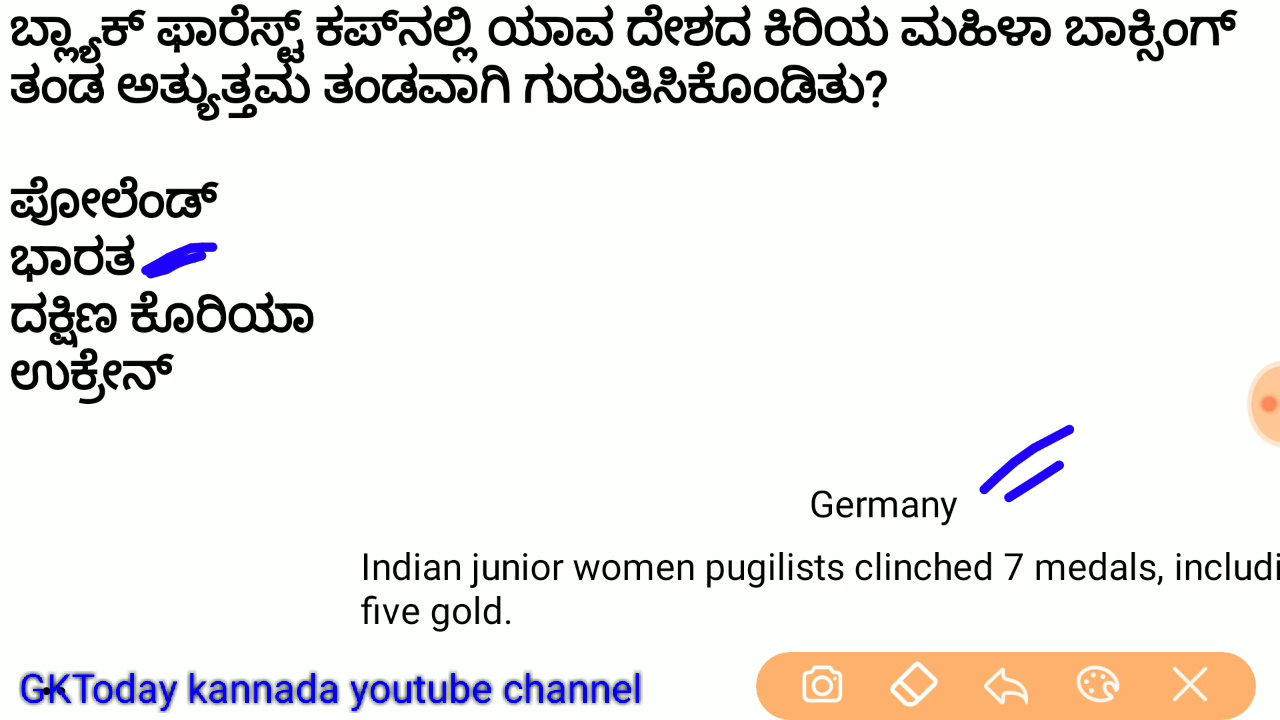 ಬ್ಲ್ಯಾಕ್ ಫಾರೆಸ್ಟ್ ಕಪ್‌ನಲ್ಲಿ ಯಾವ ದೇಶದ ಕಿರಿಯ ಮಹಿಳಾ ಬಾಕ್ಸಿಂಗ್
ತಂಡ ಅತ್ಯುತ್ತಮ ತಂಡವಾಗಿ ಗುರುತಿಸಿಕೊಂಡಿತು?
ಪೋಲೆಂಡ್
ಭಾರತ
ದಕ್ಷಿಣ ಕೊರಿಯಾ
ಉಕ್ರೇನ್
Germany
Indian junior women pugilists clinched 7 medals, includi
five gold.
GKToday kannada youtube channel